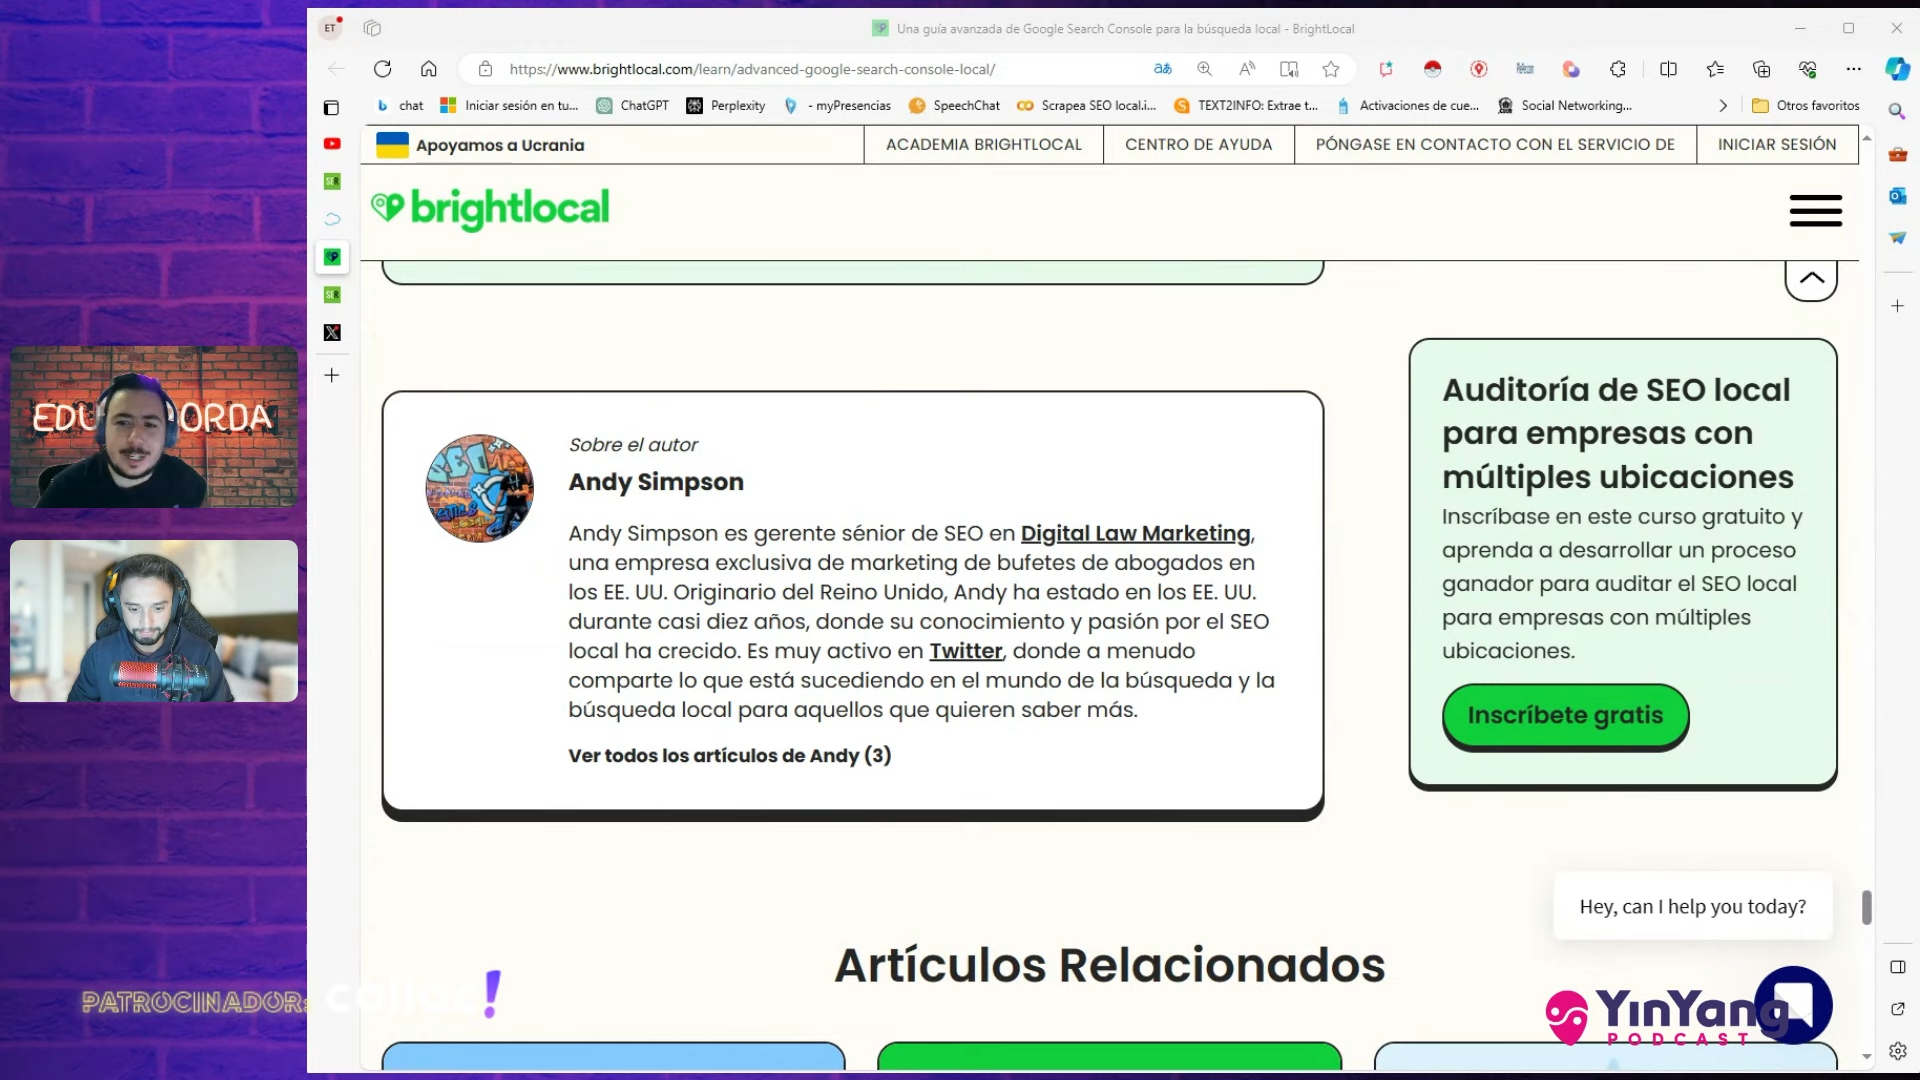 ET
Una guía avanzada de Google Search Console para la búsqueda local - BrightLocal
https://www.brightlocal.com/learn/advanced-google-search-console-local/
chat
Iniciar sesión en tu...
ChatGPT
Perplexity
- myPresencias
SpeechChat
Scrapea SEO local.i...
TEXT2INFO: Extrae t...
Activaciones de cue...
Social Networking...
Otros favoritos
Apoyamos a Ucrania
ACADEMIA BRIGHTLOCAL
CENTRO DE AYUDA
PÓNGASE EN CONTACTO CON EL SERVICIO DE
INICIAR SESIÓN
brightlocal
Sobre el autor
Andy Simpson
Andy Simpson es gerente sénior de SEO en Digital Law Marketing,
una empresa exclusiva de marketing de bufetes de abogados en
los EE. UU. Originario del Reino Unido, Andy ha estado en los EE. UU.
durante casi diez años, donde su conocimiento y pasión por el SEO
local ha crecido. Es muy activo en Twitter, donde a menudo
comparte lo que está sucediendo en el mundo de la búsqueda y la
búsqueda local para aquellos que quieren saber más.
Ver todos los artículos de Andy (3)
Auditoría de SEO local
para empresas con
múltiples ubicaciones
Inscríbase en este curso gratuito y
aprenda a desarrollar un proceso
ganador para auditar el SEO local
para empresas con múltiples
ubicaciones.
Inscríbete gratis
Hey, can I help you today?
Artículos Relacionados
PATROCINADOR:
YinYang
PODCAST